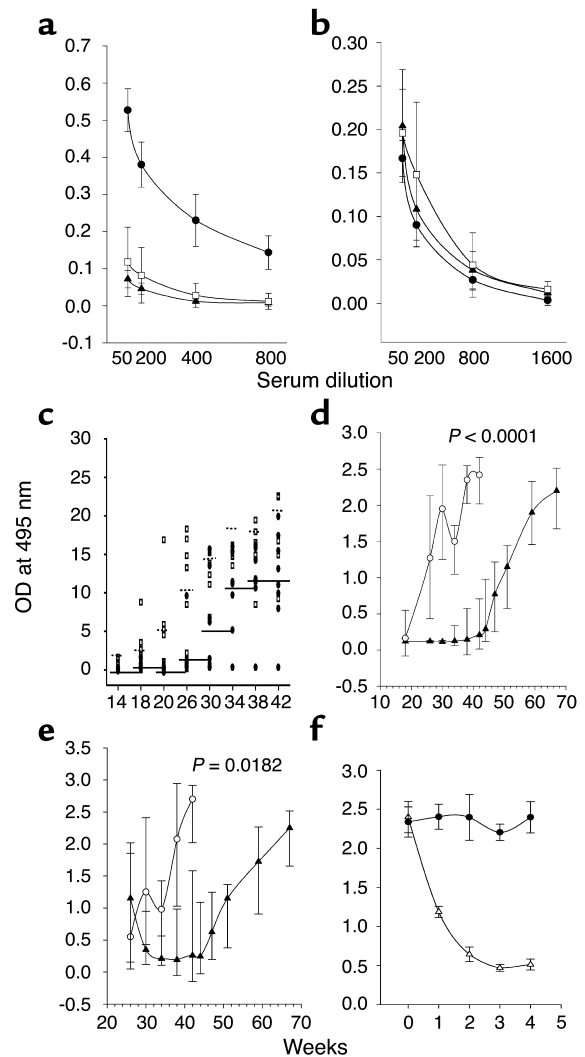 a
b
0.7
0.6
0.5
0.4
0.3
0.2
0.1
0.0
-0.1
50 200 400 800
0.30
0.25
0.20
0.15
0.10
0.05
0.00
50 200 800 1600
Serum dilution
OD at 495 nm
c
30
25
20
15
10
5
0
14 18 20 26 30 34 38 42
d
P < 0.0001
3.0
2.5
2.0
1.5
1.0
0.5
0.0
-0.5
10 20 30 40 50 60 70
e
P = 0.0182
3.5
3.0
2.5
2.0
1.5
1.0
0.5
0.0
-0.5
20 30 40 50 60 70
f
3.0
2.5
2.0
1.5
1.0
0.5
0.0
0 1 2 3 4 5
Weeks